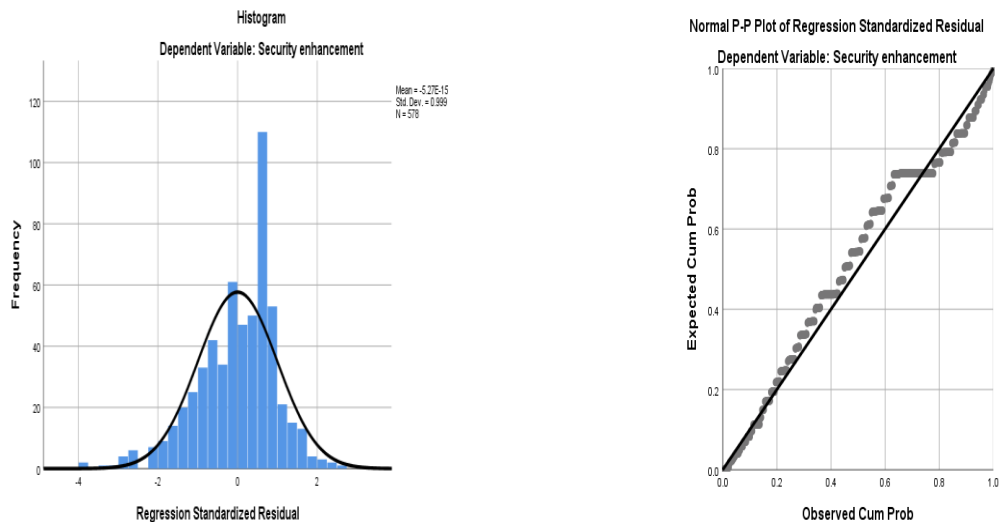 Histogram
Dependent Variable: Security enhancement
Mean = -5.27E-15
Std. Dev. = 0.999
N = 578
120
100
80
60
40
20
0
Frequency
-4
-2
0
2
Regression Standardized Residual
Normal P-P Plot of Regression Standardized Residual
Dependent Variable: Security enhancement
1.0
0.8
0.6
0.4
0.2
0.0
Expected Cum Prob
0.0
0.2
0.4
0.6
0.8
1.0
Observed Cum Prob